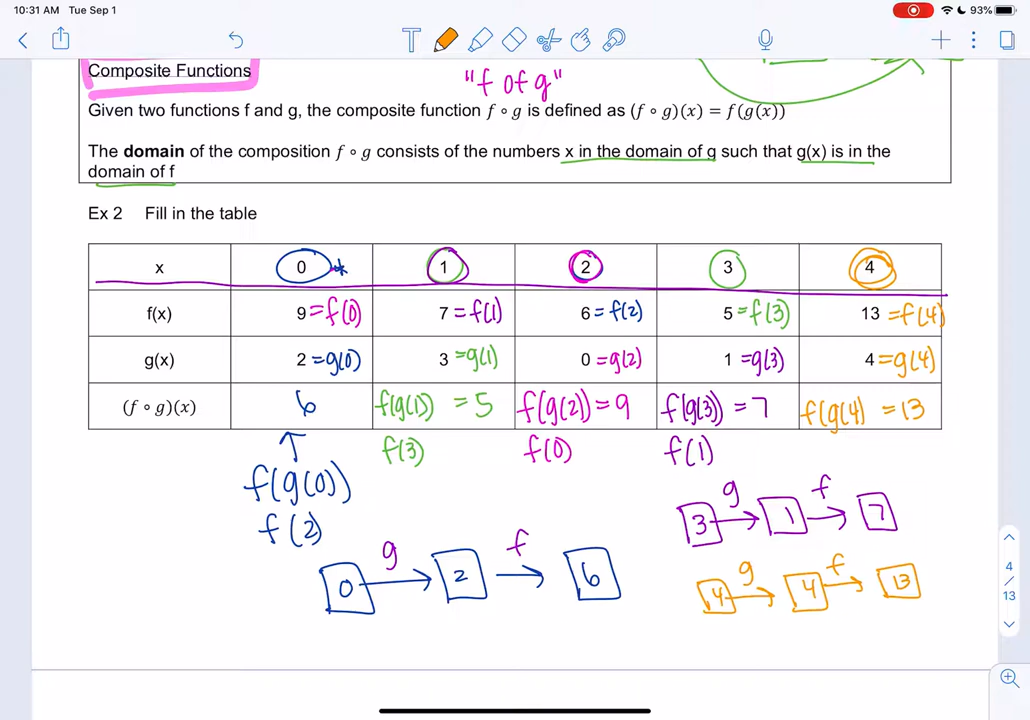 10:31 AM Tue Sep 1
93%
Composite Functions
"f of g"
Given two functions f and g, the composite function f ∘ g is defined as (f ∘ g)(x) = f(g(x))
The domain of the composition f ∘ g consists of the numbers x in the domain of g such that g(x) is in the
domain of f
Ex 2 Fill in the table
x 0 * 1 2 3 4
f(x) 9 =f(0) 7 =f(1) 6 =f(2) 5 =f(3) 13 =f(4)
g(x) 2 =g(0) 3 =g(1) 0 =g(2) 1 =g(3) 4 =g(4)
(f ∘ g)(x) 6 f(g(1)) = 5 f(g(2)) = 9 f(g(3)) = 7 f(g(4) = 13
f(3) f(0) f(1)
f(g(0))
f(2)
g f
3 1 7
g f
0 2 6
g f
4 4 13
T
4
/
13